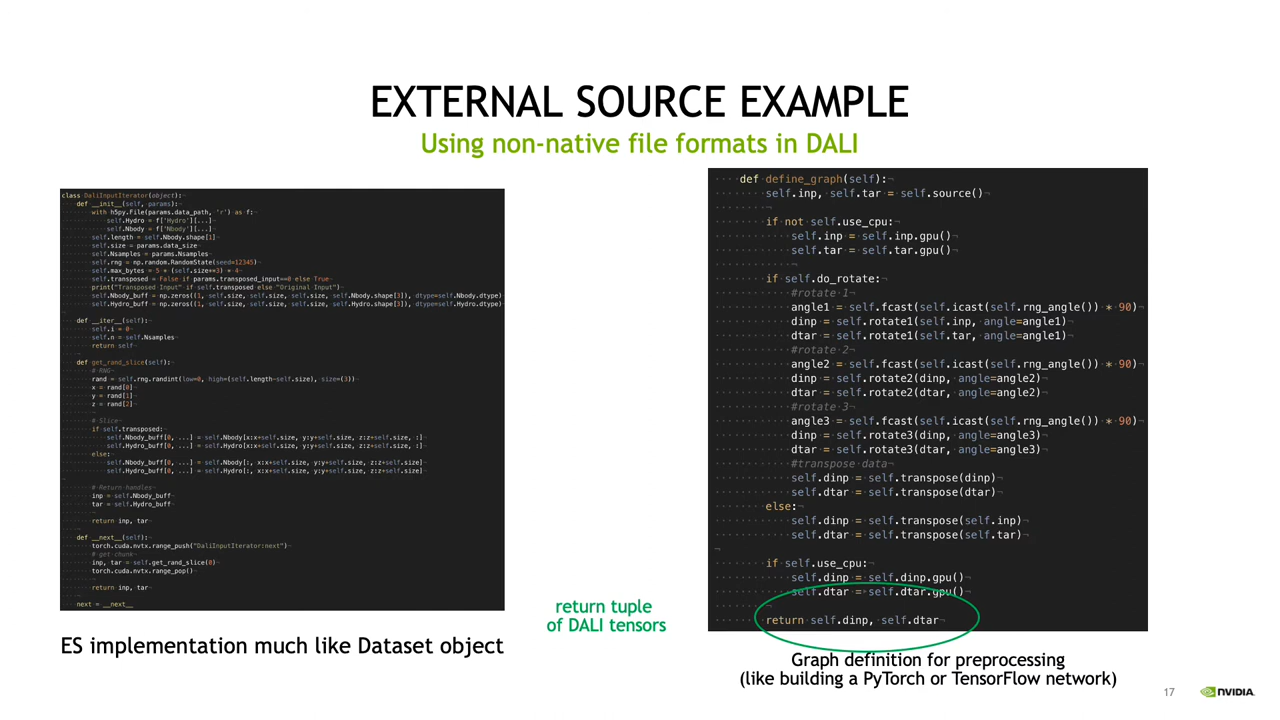 EXTERNAL SOURCE EXAMPLE
Using non-native file formats in DALI
class DaliInputIterator(object):
def __init__(self, params):
with h5py.File(params.data_path, 'r') as f:
self.Hydro = f['Hydro'][...]
self.Nbody = f['Nbody'][...]
self.length = self.Nbody.shape[1]
self.size = params.data_size
self.Nsamples = params.Nsamples
self.rng = np.random.RandomState(seed=12345)
self.max_bytes = 5 * (self.size**3) * 4
self.transposed = False if params.transposed_input==0 else True
print("Transposed Input" if self.transposed else "Original Input")
self.Nbody_buff = np.zeros((1, self.size, self.size, self.size, self.Nbody.shape[3]), dtype=self.Nbody.dtype)
self.Hydro_buff = np.zeros((1, self.size, self.size, self.size, self.Hydro.shape[3]), dtype=self.Hydro.dtype)
def __iter__(self):
self.i = 0
self.n = self.Nsamples
return self
def get_rand_slice(self):
# RNG
rand = self.rng.randint(low=0, high=(self.length-self.size), size=(3))
x = rand[0]
y = rand[1]
z = rand[2]
# Slice
if self.transposed:
self.Nbody_buff[0, ...] = self.Nbody[x:x+self.size, y:y+self.size, z:z+self.size, :]
self.Hydro_buff[0, ...] = self.Hydro[x:x+self.size, y:y+self.size, z:z+self.size, :]
else:
self.Nbody_buff[0, ...] = self.Nbody[:, x:x+self.size, y:y+self.size, z:z+self.size]
self.Hydro_buff[0, ...] = self.Hydro[:, x:x+self.size, y:y+self.size, z:z+self.size]
# Return handles
inp = self.Nbody_buff
tar = self.Hydro_buff
return inp, tar
def __next__(self):
torch.cuda.nvtx.range_push("DaliInputIterator:next")
# get chunk
inp, tar = self.get_rand_slice(0)
torch.cuda.nvtx.range_pop()
return inp, tar
next = __next__
ES implementation much like Dataset object
return tuple
of DALI tensors
def define_graph(self):
self.inp, self.tar = self.source()
if not self.use_cpu:
self.inp = self.inp.gpu()
self.tar = self.tar.gpu()
if self.do_rotate:
#rotate 1
angle1 = self.fcast(self.icast(self.rng_angle()) * 90)
dinp = self.rotate1(self.inp, angle=angle1)
dtar = self.rotate1(self.tar, angle=angle1)
#rotate 2
angle2 = self.fcast(self.icast(self.rng_angle()) * 90)
dinp = self.rotate2(dinp, angle=angle2)
dtar = self.rotate2(dtar, angle=angle2)
#rotate 3
angle3 = self.fcast(self.icast(self.rng_angle()) * 90)
dinp = self.rotate3(dinp, angle=angle3)
dtar = self.rotate3(dtar, angle=angle3)
#transpose data
self.dinp = self.transpose(dinp)
self.dtar = self.transpose(dtar)
else:
self.dinp = self.transpose(self.inp)
self.dtar = self.transpose(self.tar)
if self.use_cpu:
self.dinp = self.dinp.gpu()
self.dtar = self.dtar.gpu()
return self.dinp, self.dtar
Graph definition for preprocessing
(like building a PyTorch or TensorFlow network)
17
NVIDIA.